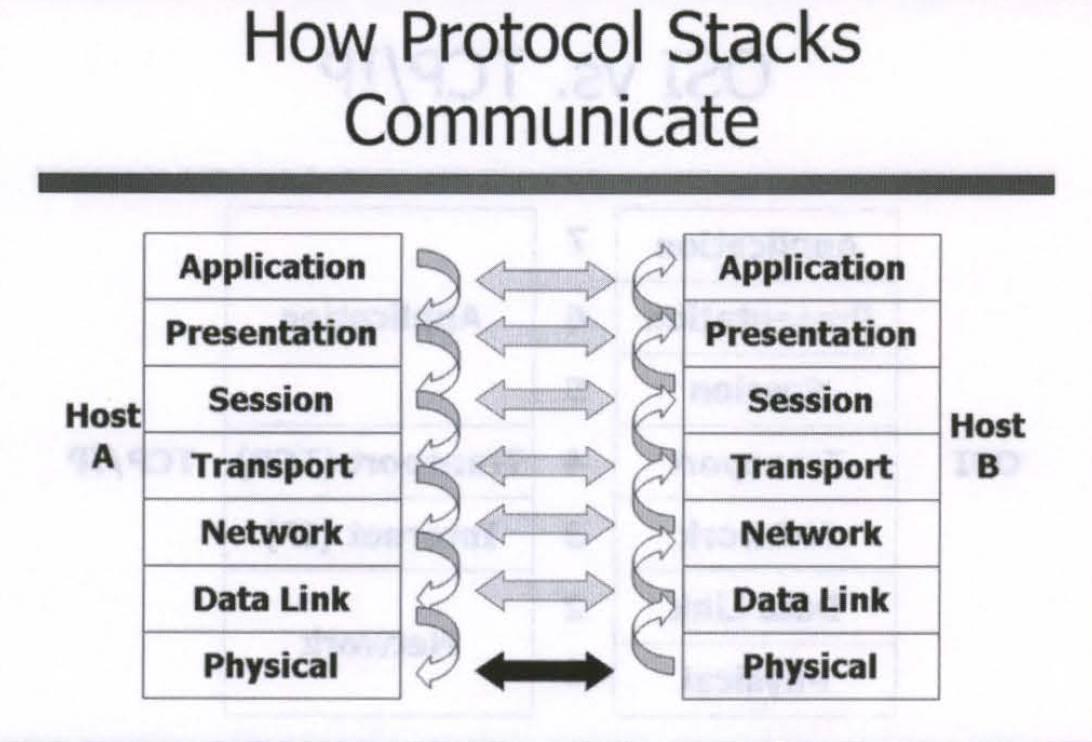 How Protocol Stacks
Communicate
Host
A
Application
Presentation
Session
Transport
Network
Data Link
Physical
Application
Presentation
Session
Transport
Network
Data Link
Physical
Host
B